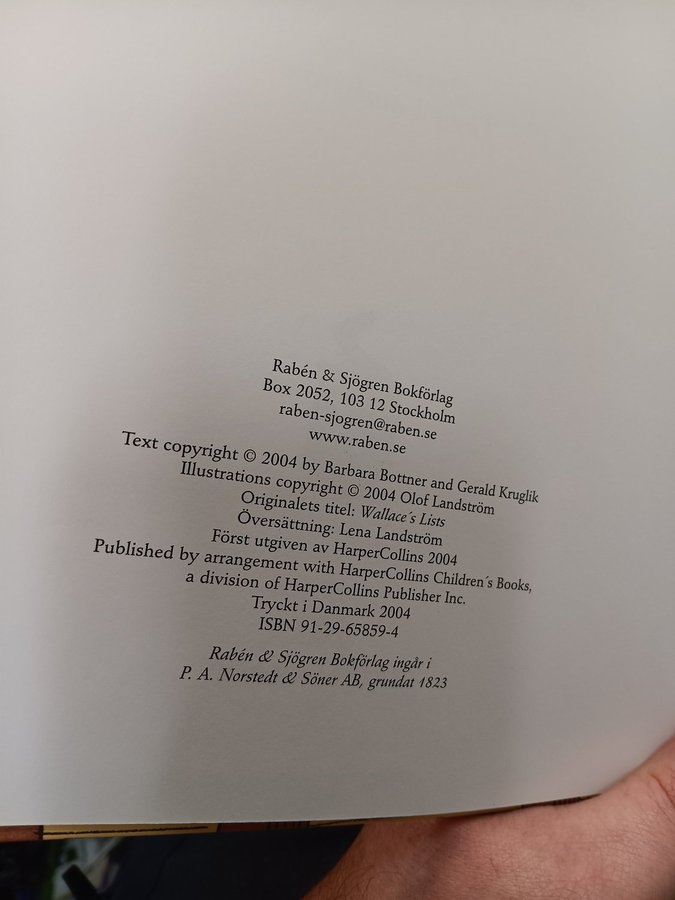 Rabén & Sjögren Bokförlag
Box 2052, 103 12 Stockholm
raben-sjogren@raben.se
www.raben.se
Text copyright © 2004 by Barbara Bottner and Gerald Kruglik
Illustrations copyright © 2004 Olof Landström
Originalets titel: Wallace´s Lists
Översättning: Lena Landström
Först utgiven av HarperCollins 2004
Published by arrangement with HarperCollins Children´s Books,
a division of HarperCollins Publisher Inc.
Tryckt i Danmark 2004
ISBN 91-29-65859-4
Rabén & Sjögren Bokförlag ingår i
P. A. Norstedt & Söner AB, grundat 1823